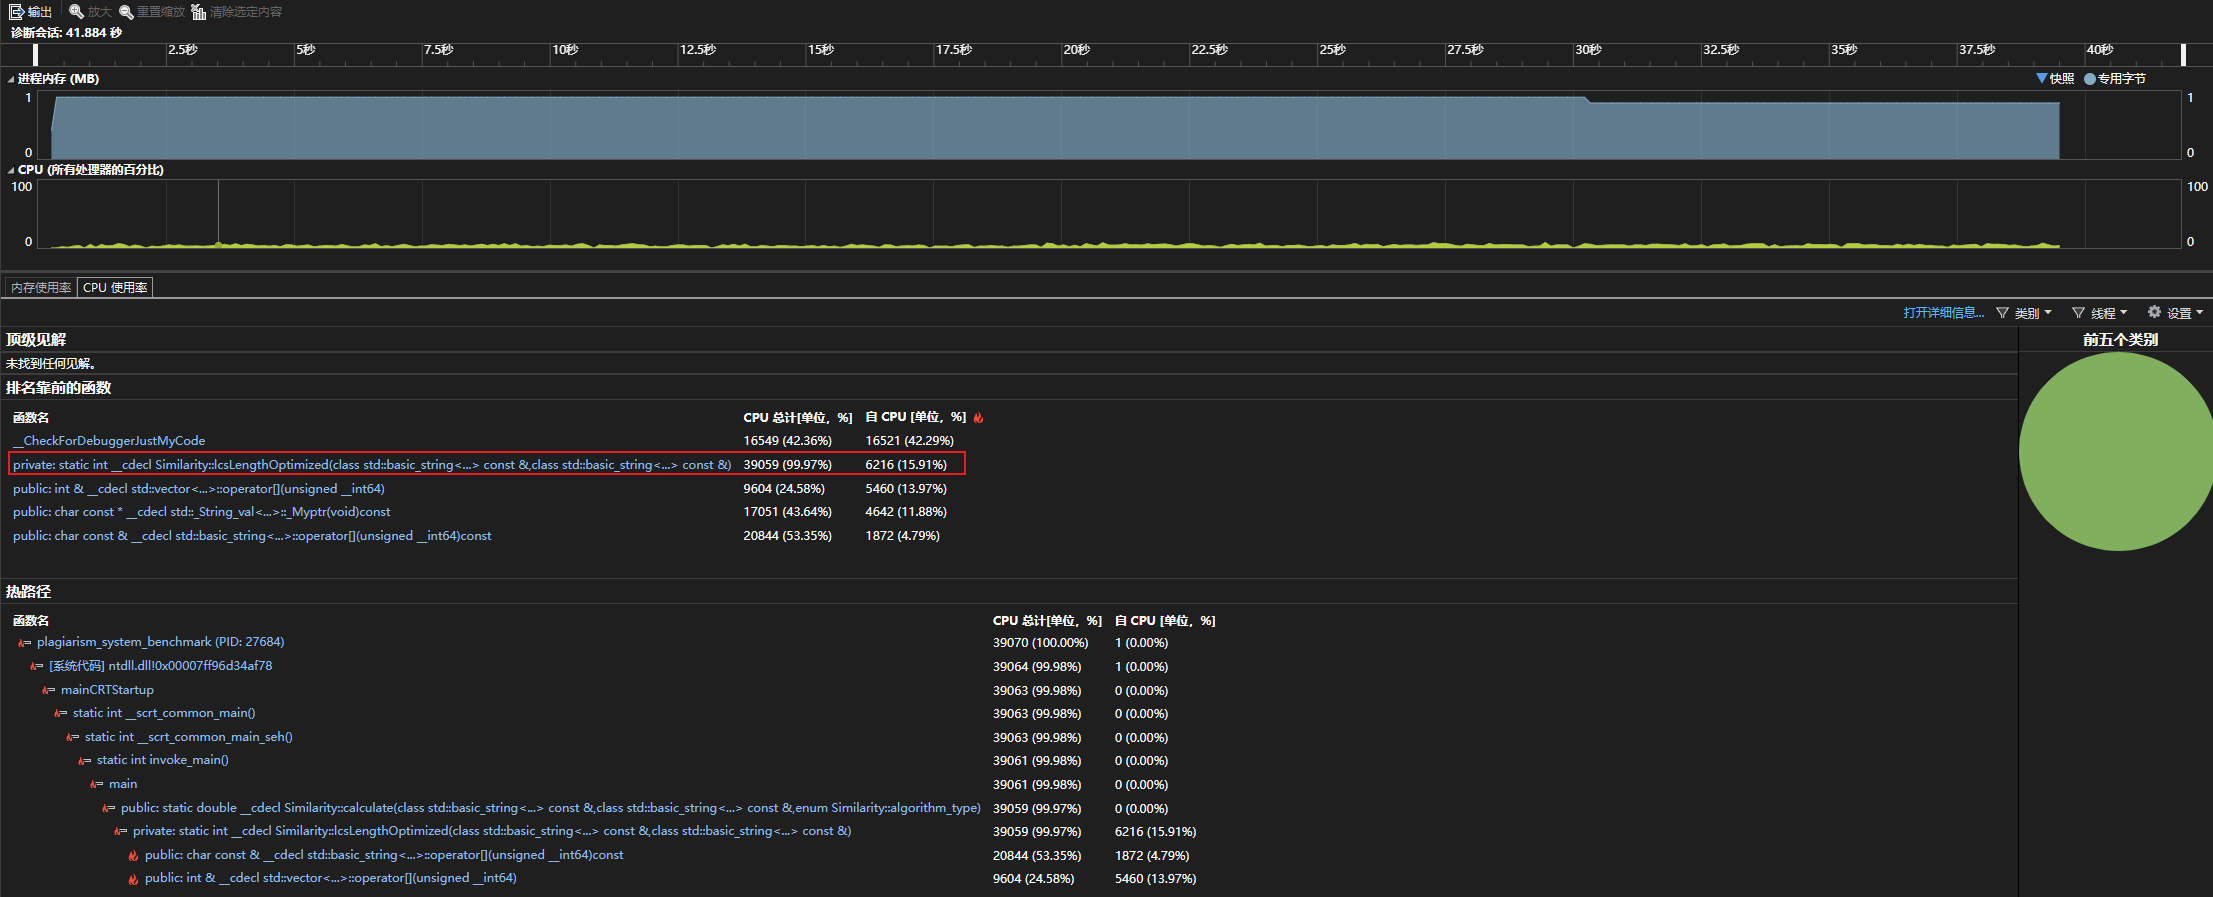 输出 放大 重置缩放 清除选定内容
诊断会话: 41.884 秒
2.5秒 5秒 7.5秒 10秒 12.5秒 15秒 17.5秒 20秒 22.5秒 25秒 27.5秒 30秒 32.5秒 35秒 37.5秒 40秒
进程内存 (MB) 快照 专用字节
1 1
0 0
CPU (所有处理器的百分比)
100 100
0 0
内存使用率 CPU 使用率
打开详细信息... 类别 线程 设置
顶级见解 前五个类别
未找到任何见解。
排名靠前的函数
函数名 CPU 总计[单位, %] 自 CPU [单位, %]
__CheckForDebuggerJustMyCode 16549 (42.36%) 16521 (42.29%)
private: static int __cdecl Similarity::lcsLengthOptimized(class std::basic_string<...> const &,class std::basic_string<...> const &) 39059 (99.97%) 6216 (15.91%)
public: int & __cdecl std::vector<...>::operator[](unsigned __int64) 9604 (24.58%) 5460 (13.97%)
public: char const * __cdecl std::_String_val<...>::_Myptr(void)const 17051 (43.64%) 4642 (11.88%)
public: char const & __cdecl std::basic_string<...>::operator[](unsigned __int64)const 20844 (53.35%) 1872 (4.79%)
热路径
函数名 CPU 总计[单位, %] 自 CPU [单位, %]
plagiarism_system_benchmark (PID: 27684) 39070 (100.00%) 1 (0.00%)
[系统代码] ntdll.dll!0x00007ff96d34af78 39064 (99.98%) 1 (0.00%)
mainCRTStartup 39063 (99.98%) 0 (0.00%)
static int __scrt_common_main() 39063 (99.98%) 0 (0.00%)
static int __scrt_common_main_seh() 39063 (99.98%) 0 (0.00%)
static int invoke_main() 39061 (99.98%) 0 (0.00%)
main 39061 (99.98%) 0 (0.00%)
public: static double __cdecl Similarity::calculate(class std::basic_string<...> const &,class std::basic_string<...> const &,enum Similarity::algorithm_type) 39059 (99.97%) 0 (0.00%)
private: static int __cdecl Similarity::lcsLengthOptimized(class std::basic_string<...> const &,class std::basic_string<...> const &) 39059 (99.97%) 6216 (15.91%)
public: char const & __cdecl std::basic_string<...>::operator[](unsigned __int64)const 20844 (53.35%) 1872 (4.79%)
public: int & __cdecl std::vector<...>::operator[](unsigned __int64) 9604 (24.58%) 5460 (13.97%)